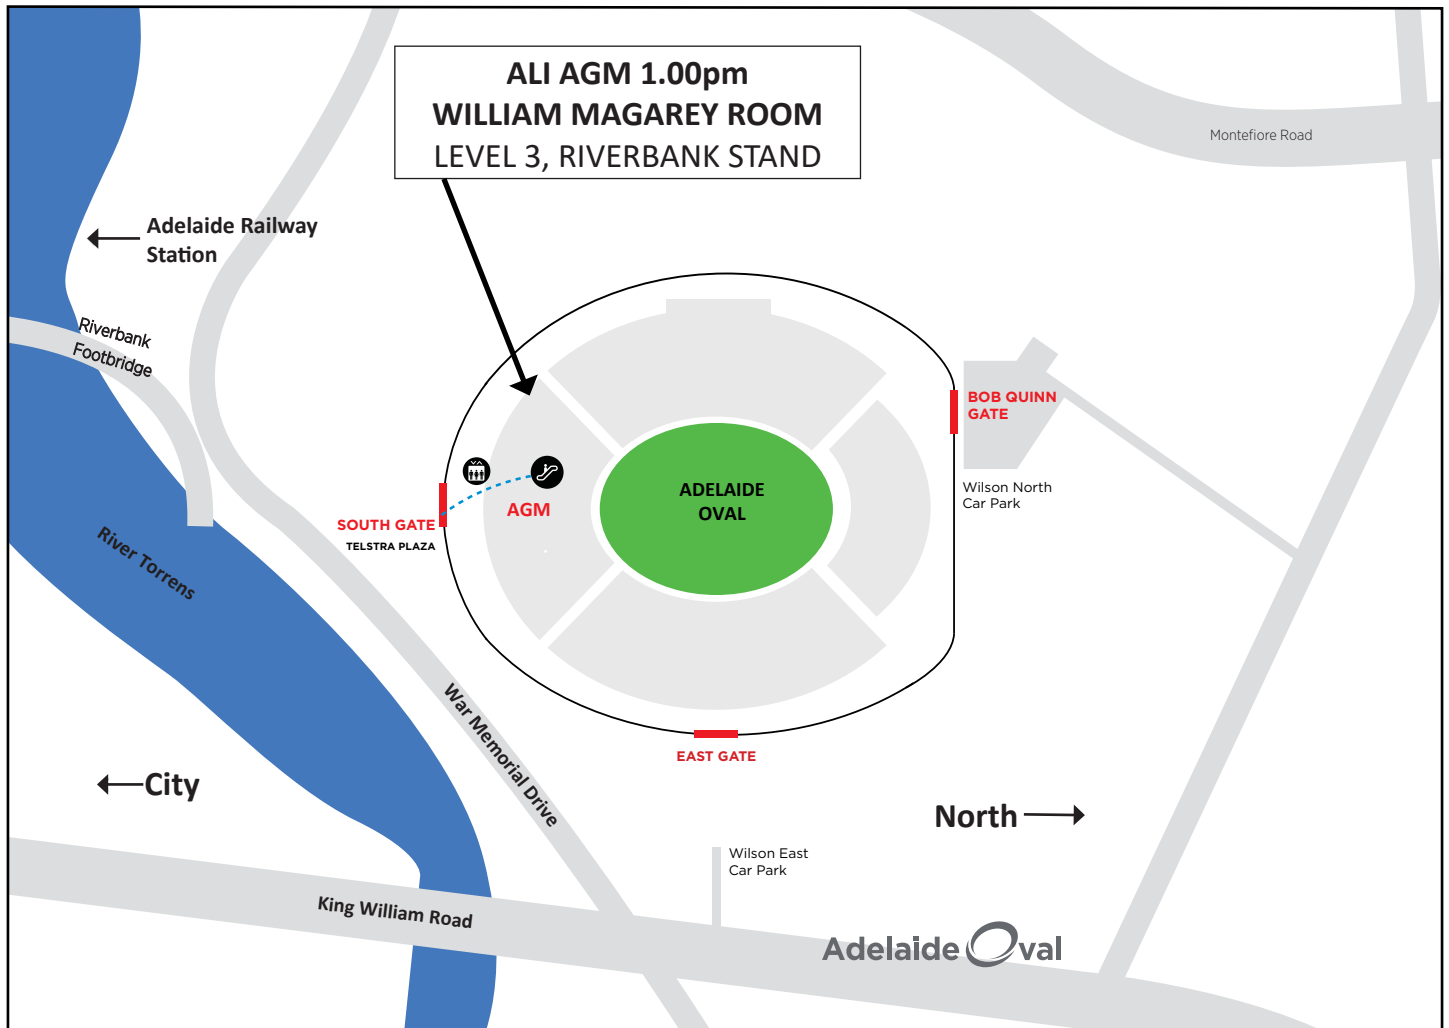 ALI AGM 1.00pm
WILLIAM MAGAREY ROOM
LEVEL 3, RIVERBANK STAND
Montefiore Road
Adelaide Railway
Station
Riverbank
Footbridge
BOB QUINN
GATE
Wilson North
Car Park
ADELAIDE
OVAL
AGM
SOUTH GATE
TELSTRA PLAZA
River Torrens
War Memorial Drive
EAST GATE
City
North
Wilson East
Car Park
King William Road
Adelaide Oval